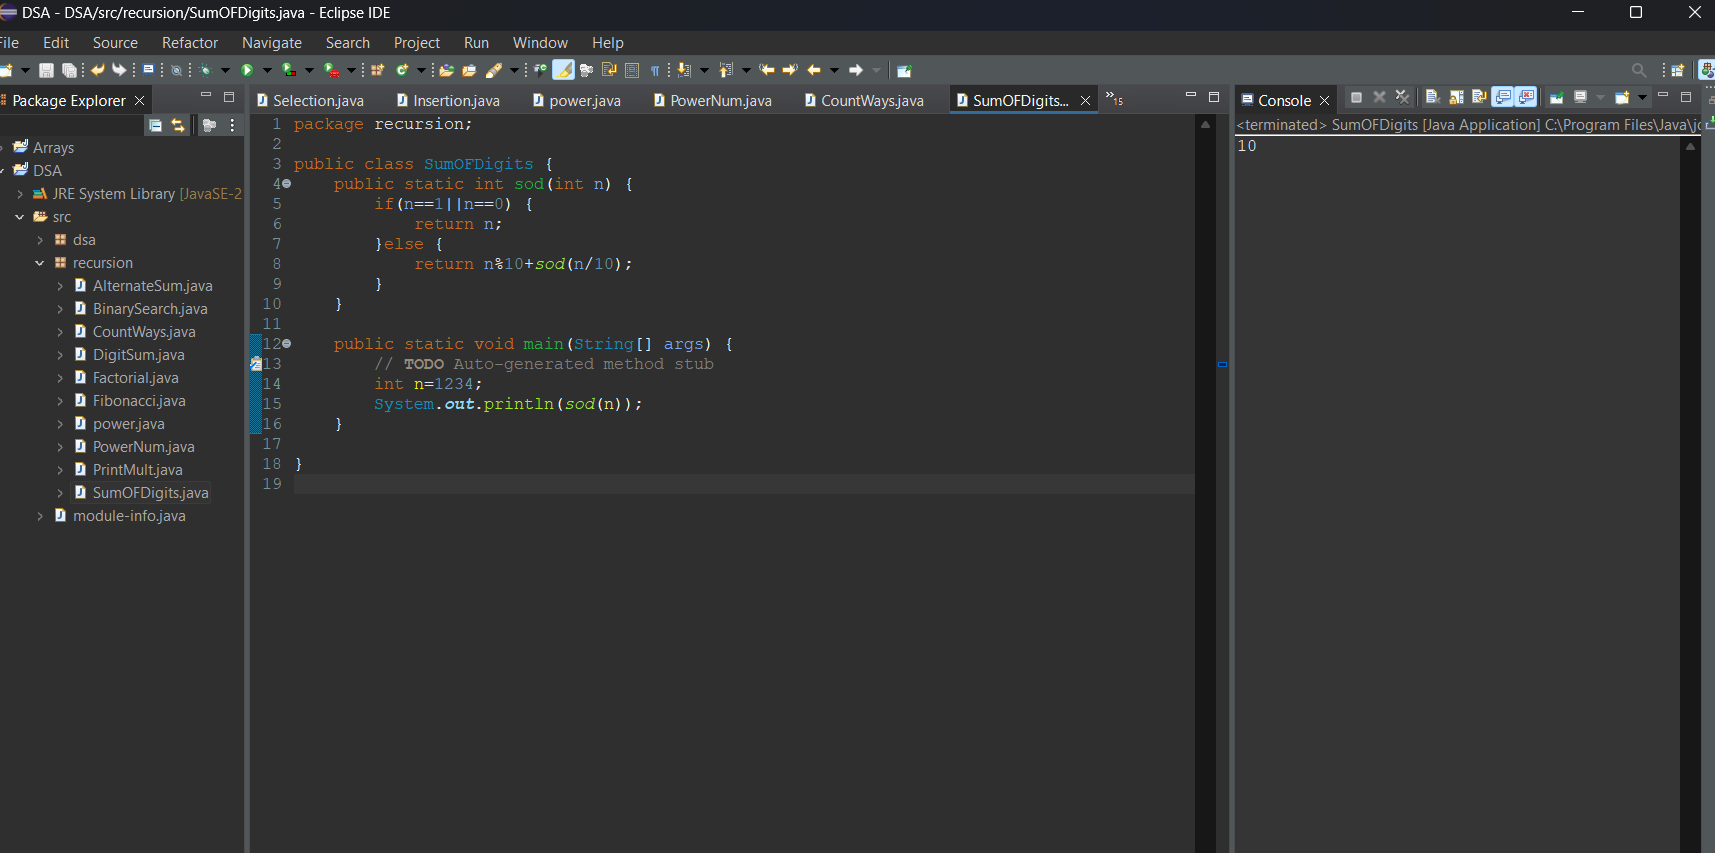 DSA - DSA/src/recursion/SumOFDigits.java - Eclipse IDE
File Edit Source Refactor Navigate Search Project Run Window Help
Package Explorer
Selection.java Insertion.java power.java PowerNum.java CountWays.java SumOFDigits... »15
Console
<terminated> SumOFDigits [Java Application] C:\Program Files\Java\jd
10
Arrays
DSA
JRE System Library [JavaSE-2
src
dsa
recursion
AlternateSum.java
BinarySearch.java
CountWays.java
DigitSum.java
Factorial.java
Fibonacci.java
power.java
PowerNum.java
PrintMult.java
SumOFDigits.java
module-info.java
1 package recursion;
2
3 public class SumOFDigits {
4     public static int sod(int n) {
5         if(n==1||n==0) {
6             return n;
7         }else {
8             return n%10+sod(n/10);
9         }
10     }
11
12     public static void main(String[] args) {
13         // TODO Auto-generated method stub
14         int n=1234;
15         System.out.println(sod(n));
16     }
17
18 }
19